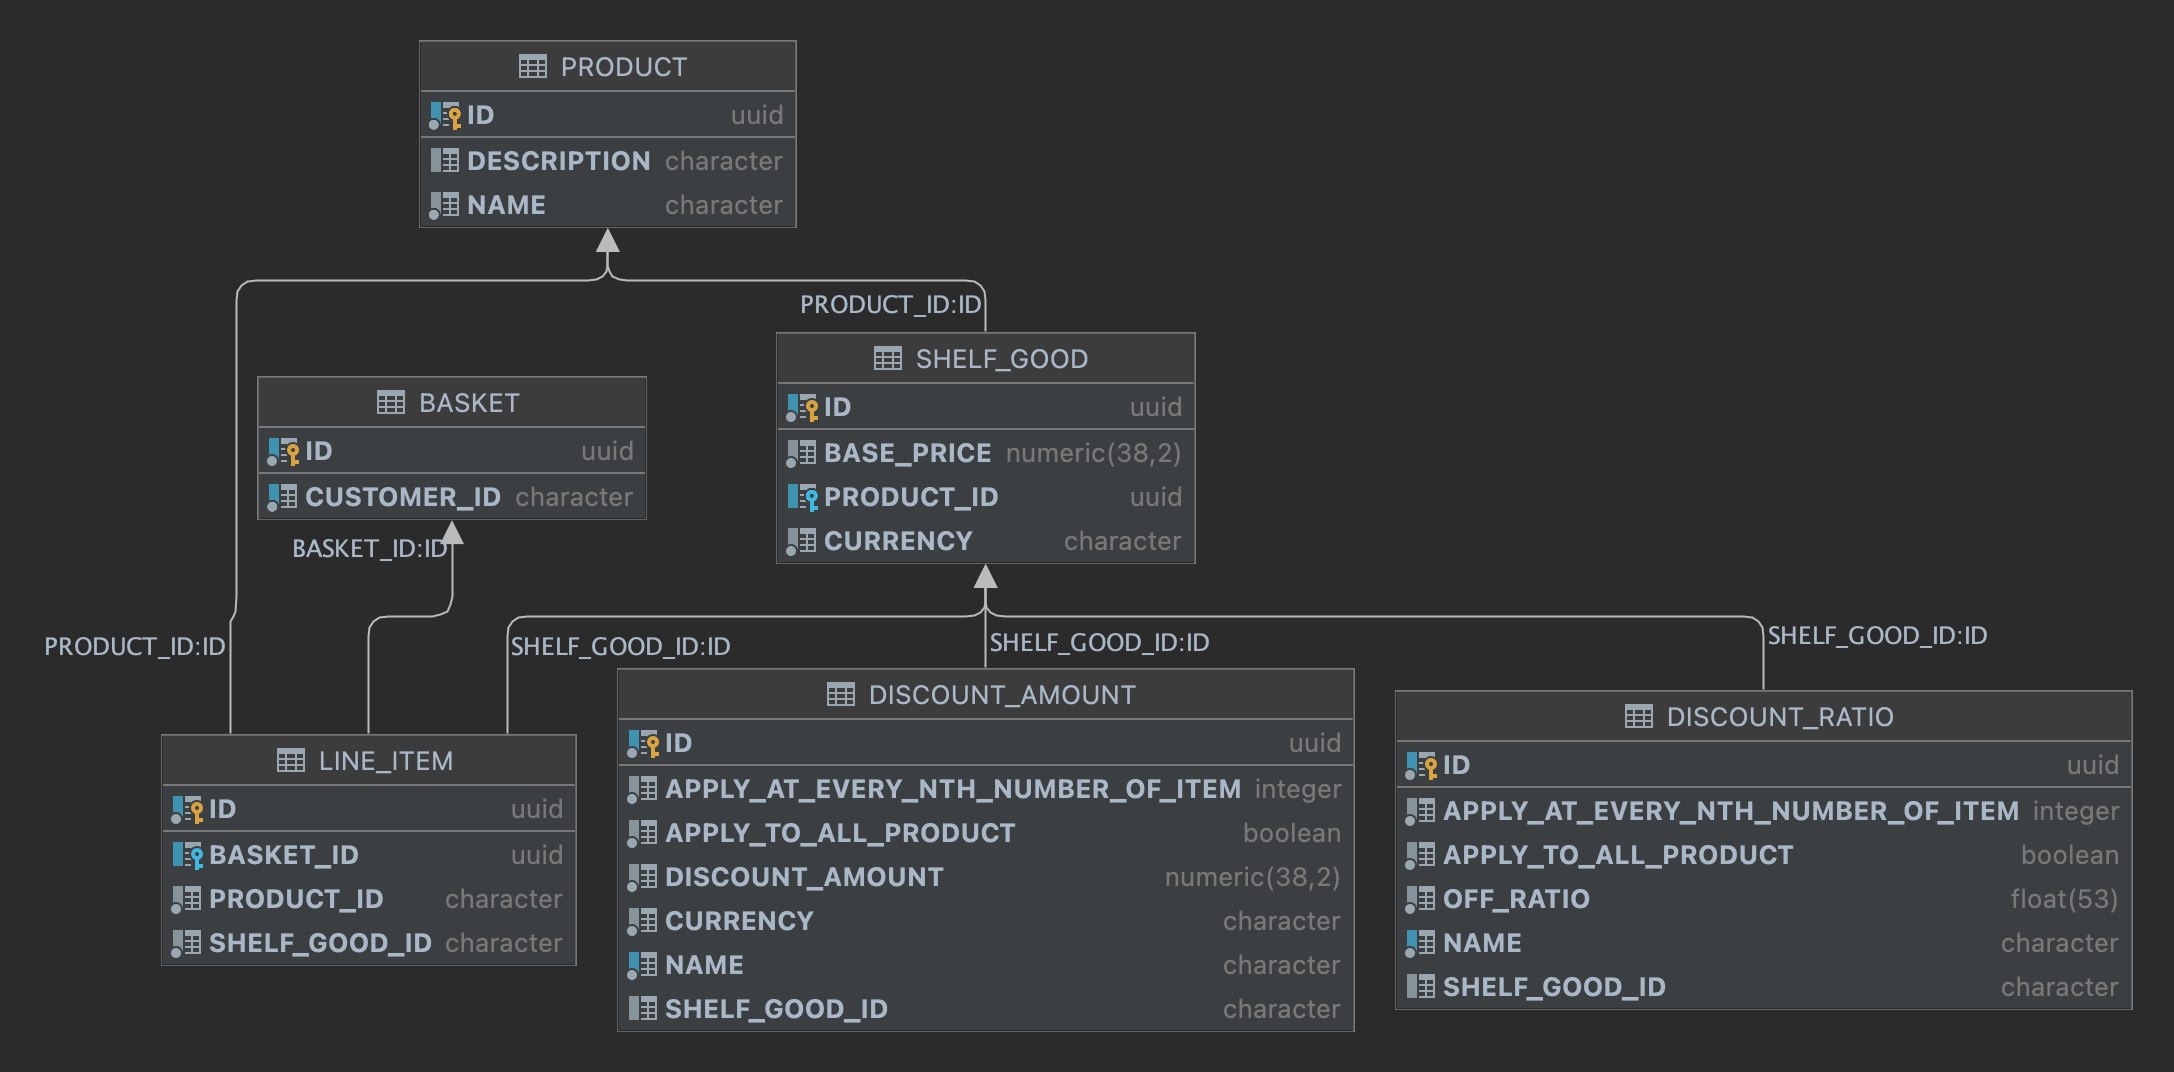 PRODUCT
ID uuid
DESCRIPTION character
NAME character
PRODUCT_ID:ID
SHELF_GOOD
ID uuid
BASE_PRICE numeric(38,2)
PRODUCT_ID uuid
CURRENCY character
BASKET
ID uuid
CUSTOMER_ID character
BASKET_ID:ID
PRODUCT_ID:ID
SHELF_GOOD_ID:ID
SHELF_GOOD_ID:ID
SHELF_GOOD_ID:ID
LINE_ITEM
ID uuid
BASKET_ID uuid
PRODUCT_ID character
SHELF_GOOD_ID character
DISCOUNT_AMOUNT
ID uuid
APPLY_AT_EVERY_NTH_NUMBER_OF_ITEM integer
APPLY_TO_ALL_PRODUCT boolean
DISCOUNT_AMOUNT numeric(38,2)
CURRENCY character
NAME character
SHELF_GOOD_ID character
DISCOUNT_RATIO
ID uuid
APPLY_AT_EVERY_NTH_NUMBER_OF_ITEM integer
APPLY_TO_ALL_PRODUCT boolean
OFF_RATIO float(53)
NAME character
SHELF_GOOD_ID character